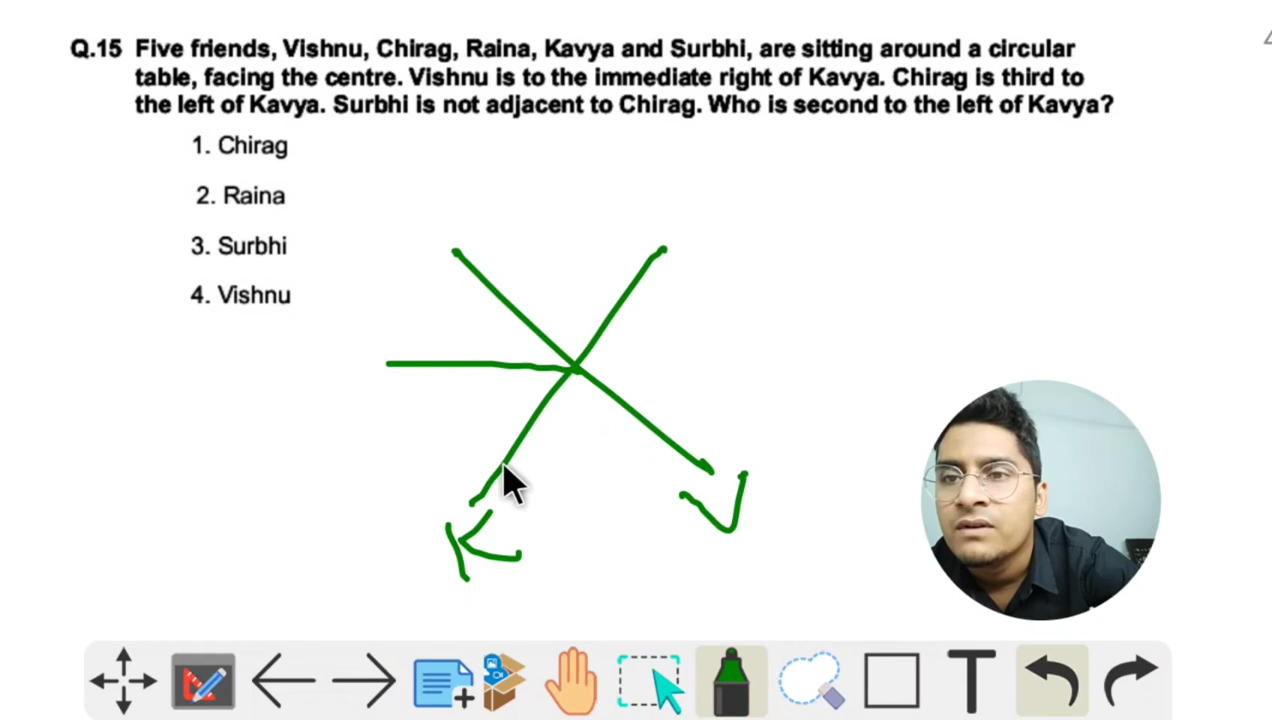 Q.15 Five friends, Vishnu, Chirag, Raina, Kavya and Surbhi, are sitting around a circular
table, facing the centre. Vishnu is to the immediate right of Kavya. Chirag is third to
the left of Kavya. Surbhi is not adjacent to Chirag. Who is second to the left of Kavya?
1. Chirag
2. Raina
3. Surbhi
4. Vishnu
K
V
T